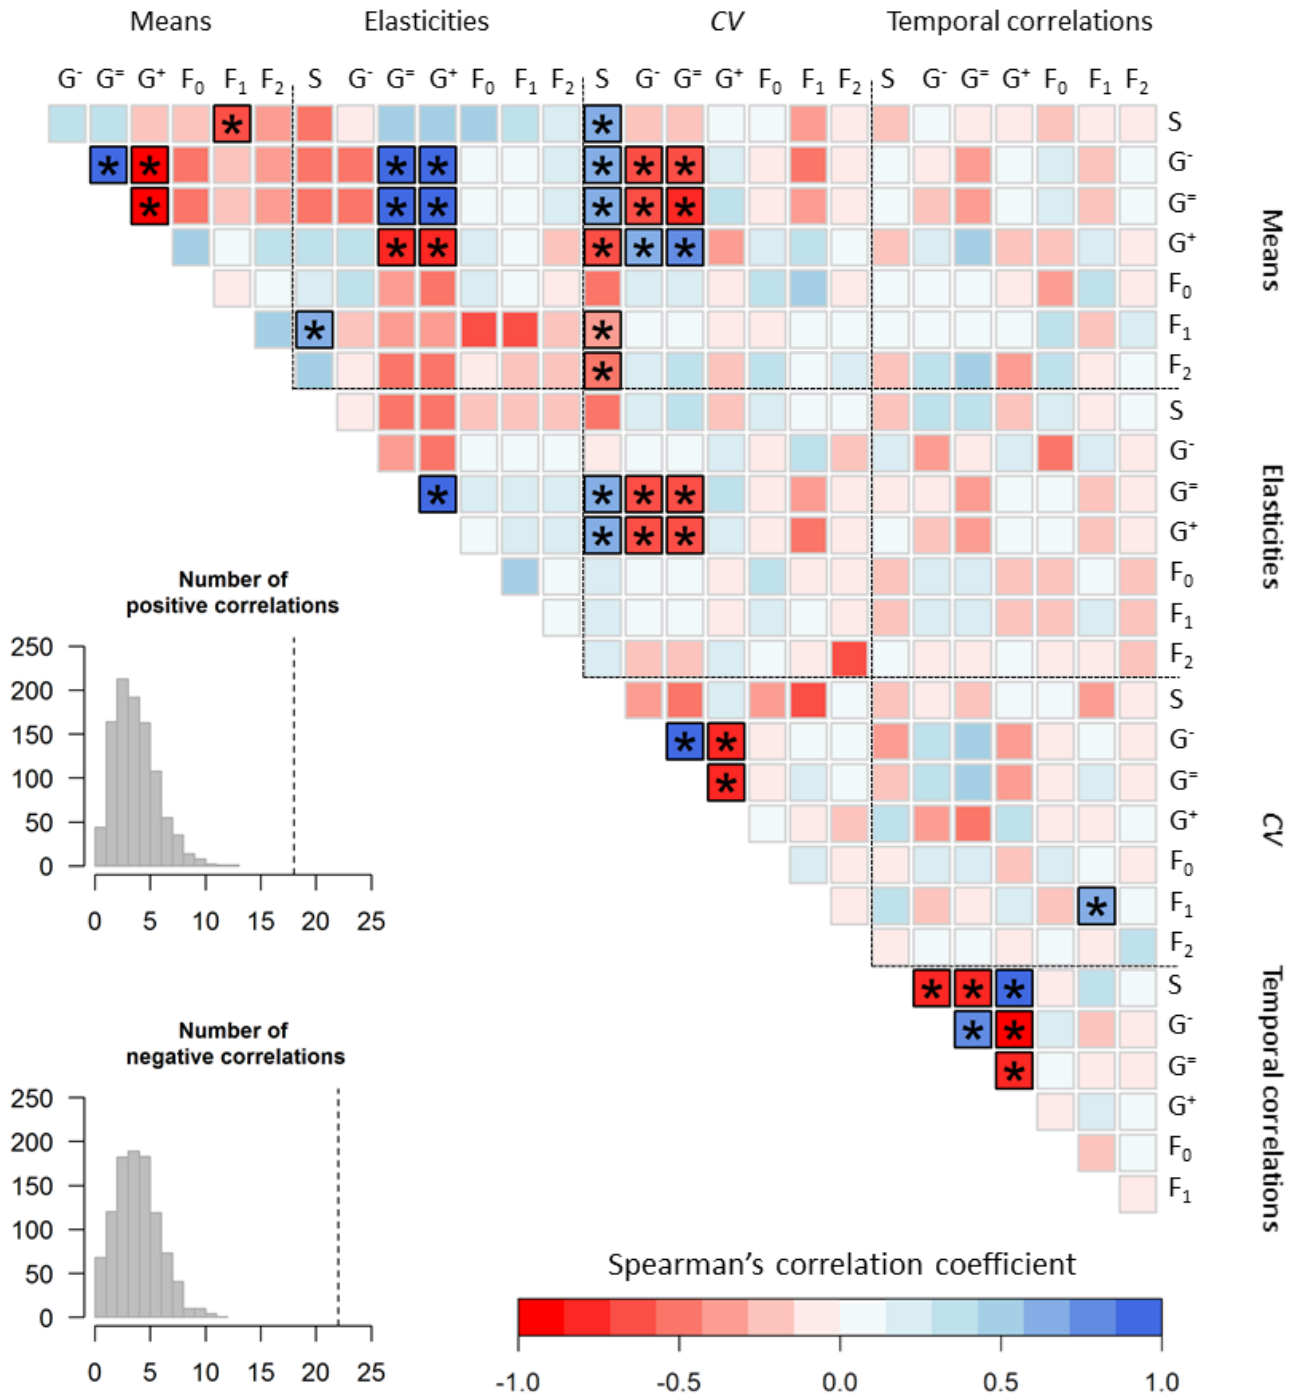 Means Elasticities CV Temporal correlations
G⁻ G⁼ G⁺ F₀ F₁ F₂ S G⁻ G⁼ G⁺ F₀ F₁ F₂ S G⁻ G⁼ G⁺ F₀ F₁ F₂ S G⁻ G⁼ G⁺ F₀ F₁ F₂
* * S
* * * * * * * G⁻
* * * * * * G⁼
* * * * * G⁺
F₀
* * F₁
* F₂
Means
S
G⁻
* * * * G⁼
* * * G⁺
F₀
F₁
F₂
Elasticities
S
* * G⁻
* G⁼
G⁺
F₀
* F₁
F₂
CV
* * * S
* * G⁻
* G⁼
G⁺
F₀
F₁
Temporal correlations
Number of
positive correlations
250
200
150
100
50
0
0 5 10 15 20 25
Number of
negative correlations
250
200
150
100
50
0
0 5 10 15 20 25
Spearman’s correlation coefficient
-1.0 -0.5 0.0 0.5 1.0